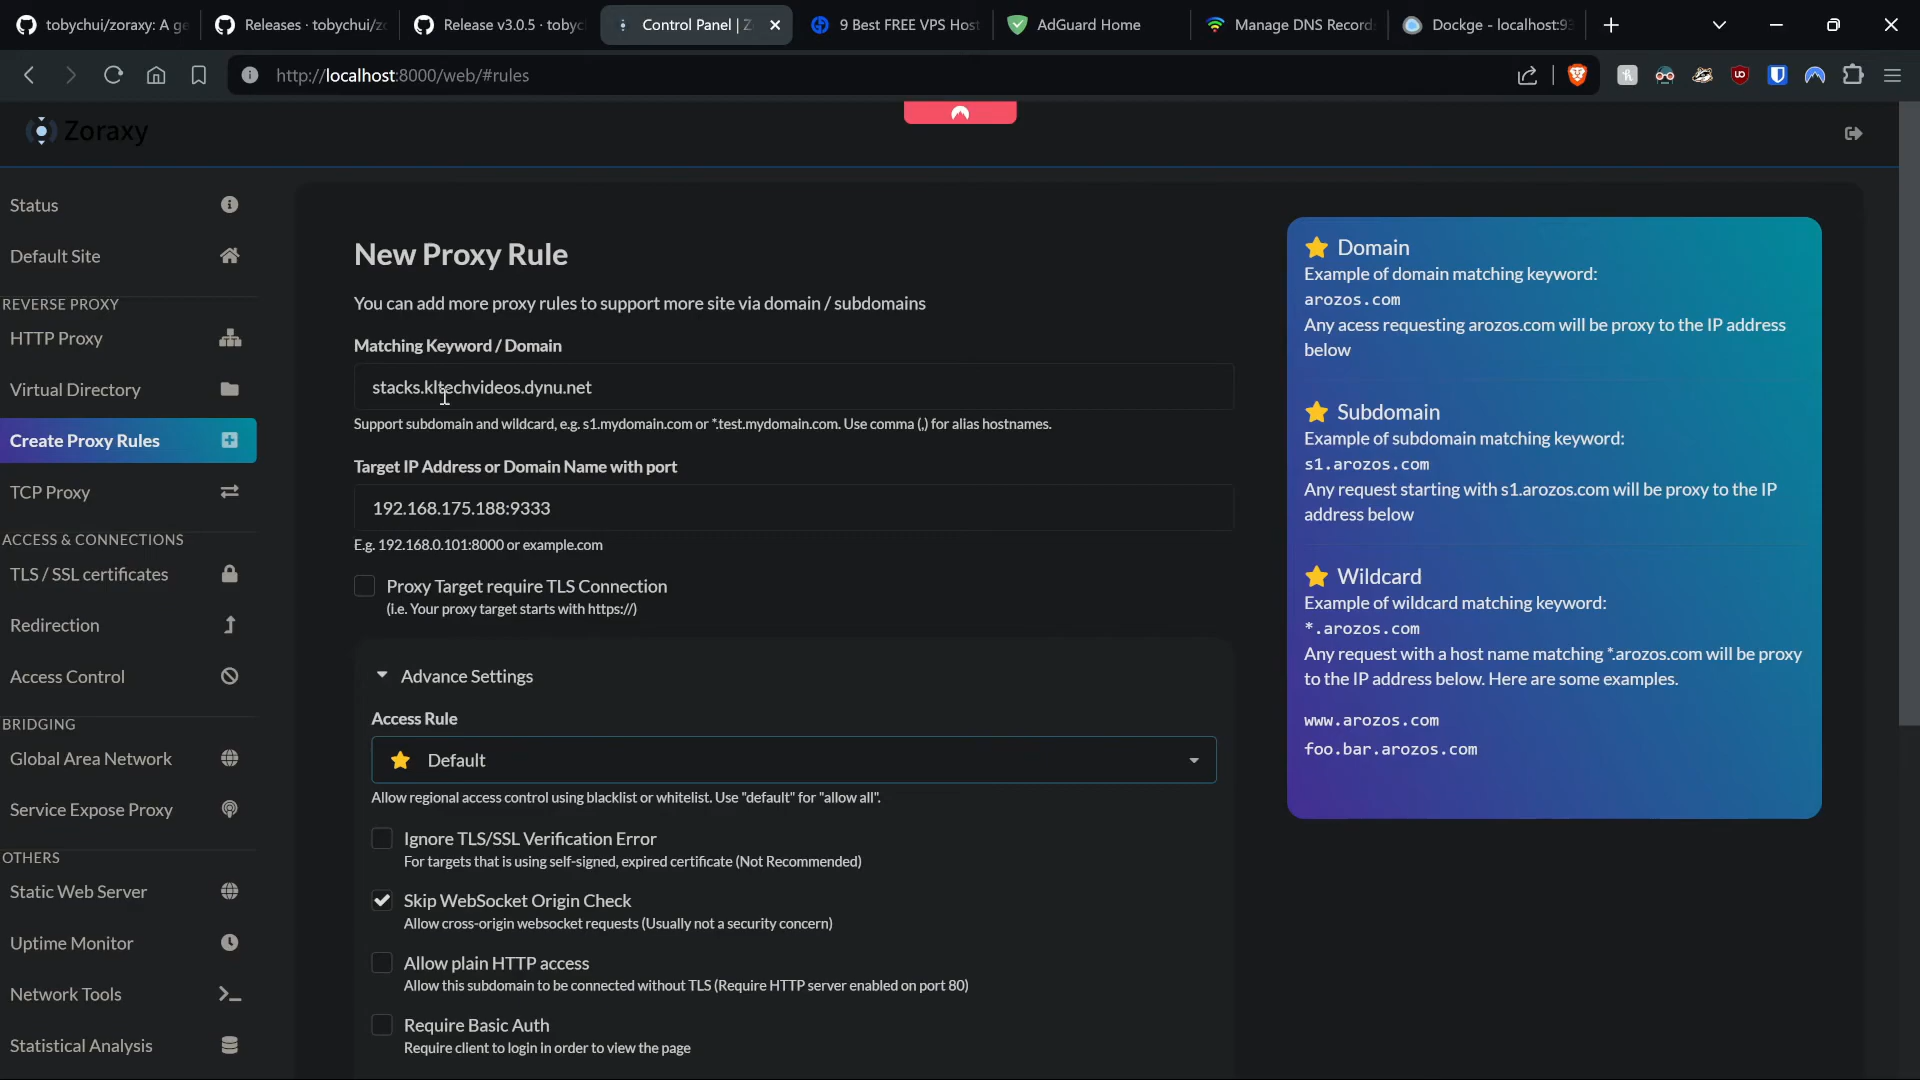 tobychui/zoraxy: A ge
Releases · tobychui/zo
Release v3.0.5 · tobyc
Control Panel | Z
9 Best FREE VPS Host
AdGuard Home
Manage DNS Record
Dockge - localhost:93
http://localhost:8000/web/#rules
Zoraxy
Status
Default Site
REVERSE PROXY
HTTP Proxy
Virtual Directory
Create Proxy Rules
TCP Proxy
ACCESS & CONNECTIONS
TLS / SSL certificates
Redirection
Access Control
BRIDGING
Global Area Network
Service Expose Proxy
OTHERS
Static Web Server
Uptime Monitor
Network Tools
Statistical Analysis
New Proxy Rule
You can add more proxy rules to support more site via domain / subdomains
Matching Keyword / Domain
stacks.kltechvideos.dynu.net
Support subdomain and wildcard, e.g. s1.mydomain.com or *.test.mydomain.com. Use comma (,) for alias hostnames.
Target IP Address or Domain Name with port
192.168.175.188:9333
E.g. 192.168.0.101:8000 or example.com
Proxy Target require TLS Connection
(i.e. Your proxy target starts with https://)
Advance Settings
Access Rule
Default
Allow regional access control using blacklist or whitelist. Use "default" for "allow all".
Ignore TLS/SSL Verification Error
For targets that is using self-signed, expired certificate (Not Recommended)
Skip WebSocket Origin Check
Allow cross-origin websocket requests (Usually not a security concern)
Allow plain HTTP access
Allow this subdomain to be connected without TLS (Require HTTP server enabled on port 80)
Require Basic Auth
Require client to login in order to view the page
Domain
Example of domain matching keyword:
arozos.com
Any acess requesting arozos.com will be proxy to the IP address
below
Subdomain
Example of subdomain matching keyword:
s1.arozos.com
Any request starting with s1.arozos.com will be proxy to the IP
address below
Wildcard
Example of wildcard matching keyword:
*.arozos.com
Any request with a host name matching *.arozos.com will be proxy
to the IP address below. Here are some examples.
www.arozos.com
foo.bar.arozos.com